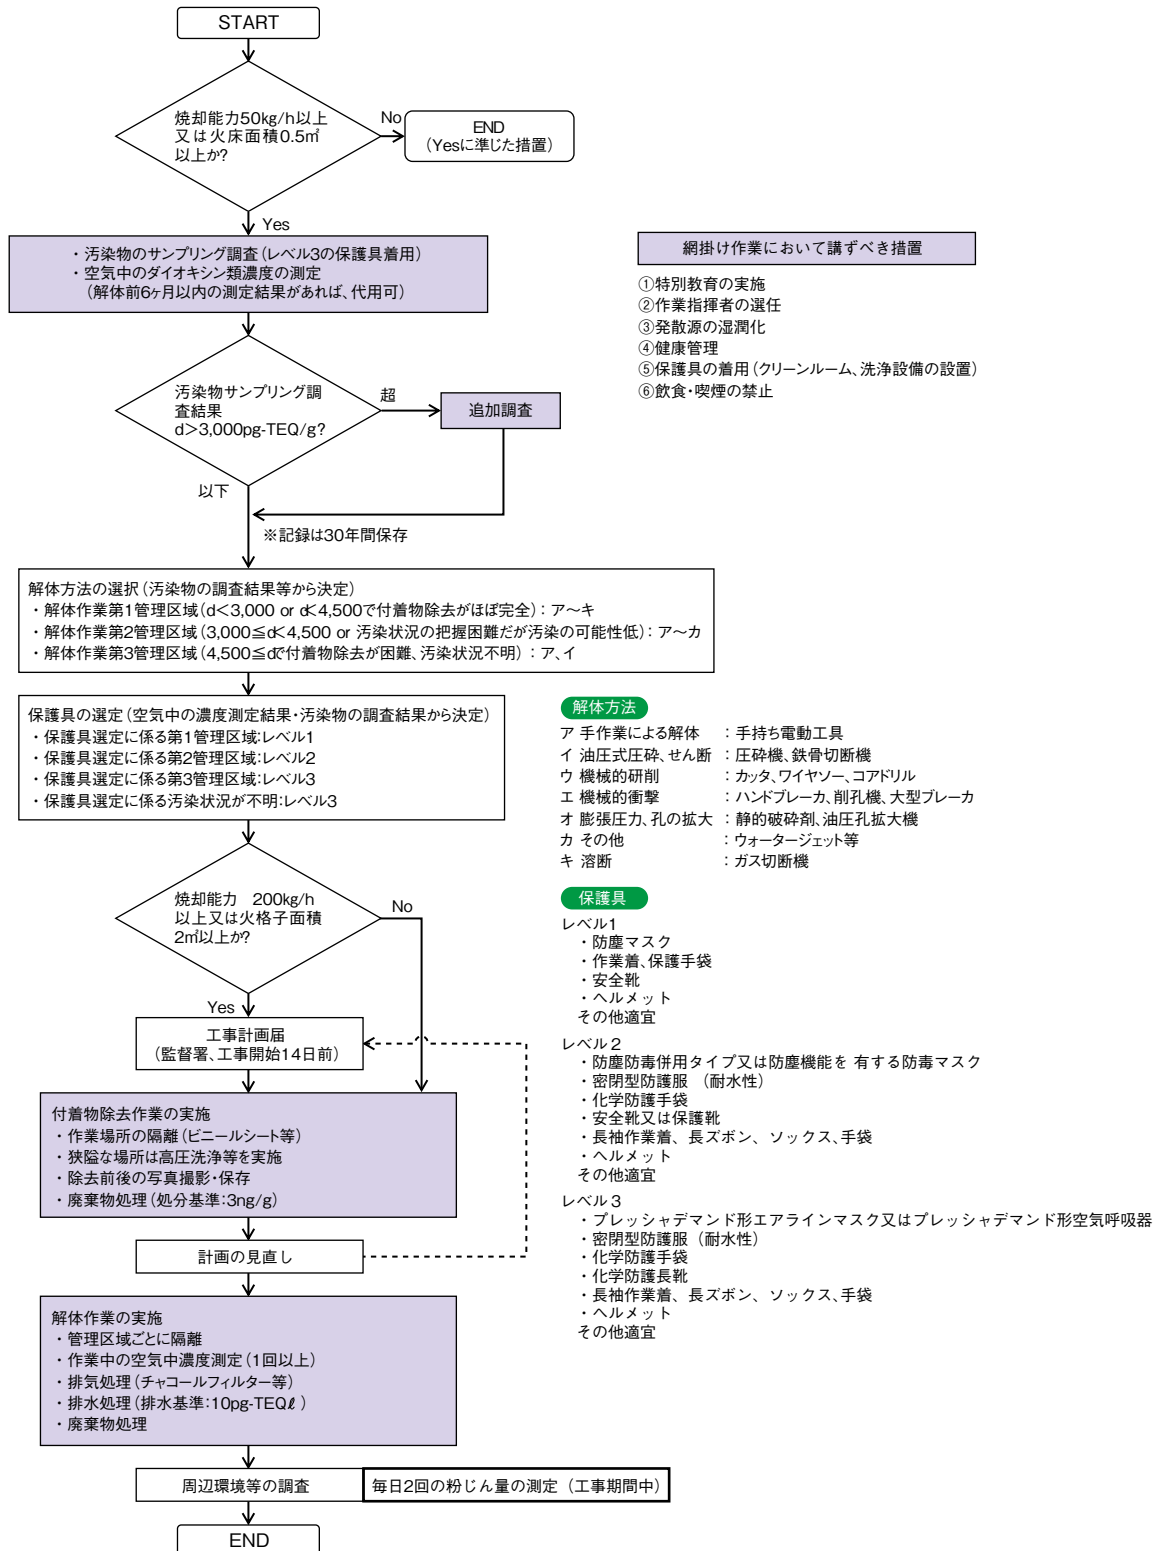 START
焼却能力50kg/h以上
又は火床面積0.5㎡
以上か?
No
END
(Yesに準じた措置)
Yes
・汚染物のサンプリング調査(レベル3の保護具着用)
・空気中のダイオキシン類濃度の測定
(解体前6ヶ月以内の測定結果があれば、代用可)
網掛け作業において講ずべき措置
①特別教育の実施
②作業指揮者の選任
③発散源の湿潤化
④健康管理
⑤保護具の着用(クリーンルーム、洗浄設備の設置)
⑥飲食・喫煙の禁止
汚染物サンプリング調
査結果
d>3,000pg-TEQ/g?
超
追加調査
以下
※記録は30年間保存
解体方法の選択(汚染物の調査結果等から決定)
・解体作業第1管理区域(d<3,000 or d<4,500で付着物除去がほぼ完全):ア〜キ
・解体作業第2管理区域(3,000≦d<4,500 or 汚染状況の把握困難だが汚染の可能性低):ア〜カ
・解体作業第3管理区域(4,500≦dで付着物除去が困難、汚染状況不明):ア、イ
保護具の選定(空気中の濃度測定結果・汚染物の調査結果から決定)
・保護具選定に係る第1管理区域:レベル1
・保護具選定に係る第2管理区域:レベル2
・保護具選定に係る第3管理区域:レベル3
・保護具選定に係る汚染状況が不明:レベル3
解体方法
ア 手作業による解体 :手持ち電動工具
イ 油圧式圧砕、せん断 :圧砕機、鉄骨切断機
ウ 機械的研削 :カッタ、ワイヤソー、コアドリル
エ 機械的衝撃 :ハンドブレーカ、削孔機、大型ブレーカ
オ 膨張圧力、孔の拡大 :静的破砕剤、油圧孔拡大機
カ その他 :ウォータージェット等
キ 溶断 :ガス切断機
焼却能力 200kg/h
以上又は火格子面積
2㎡以上か?
No
Yes
保護具
レベル1
・防塵マスク
・作業着、保護手袋
・安全靴
・ヘルメット
その他適宜
レベル2
・防塵防毒併用タイプ又は防塵機能を 有する防毒マスク
・密閉型防護服 (耐水性)
・化学防護手袋
・安全靴又は保護靴
・長袖作業着、長ズボン、ソックス、手袋
・ヘルメット
その他適宜
レベル3
・プレッシャデマンド形エアラインマスク又はプレッシャデマンド形空気呼吸器
・密閉型防護服 (耐水性)
・化学防護手袋
・化学防護長靴
・長袖作業着、長ズボン、ソックス、手袋
・ヘルメット
その他適宜
工事計画届
(監督署、工事開始14日前)
付着物除去作業の実施
・作業場所の隔離(ビニールシート等)
・狭隘な場所は高圧洗浄等を実施
・除去前後の写真撮影・保存
・廃棄物処理(処分基準:3ng/g)
計画の見直し
解体作業の実施
・管理区域ごとに隔離
・作業中の空気中濃度測定(1回以上)
・排気処理(チャコールフィルター等)
・排水処理(排水基準:10pg-TEQℓ)
・廃棄物処理
周辺環境等の調査
毎日2回の粉じん量の測定(工事期間中)
END